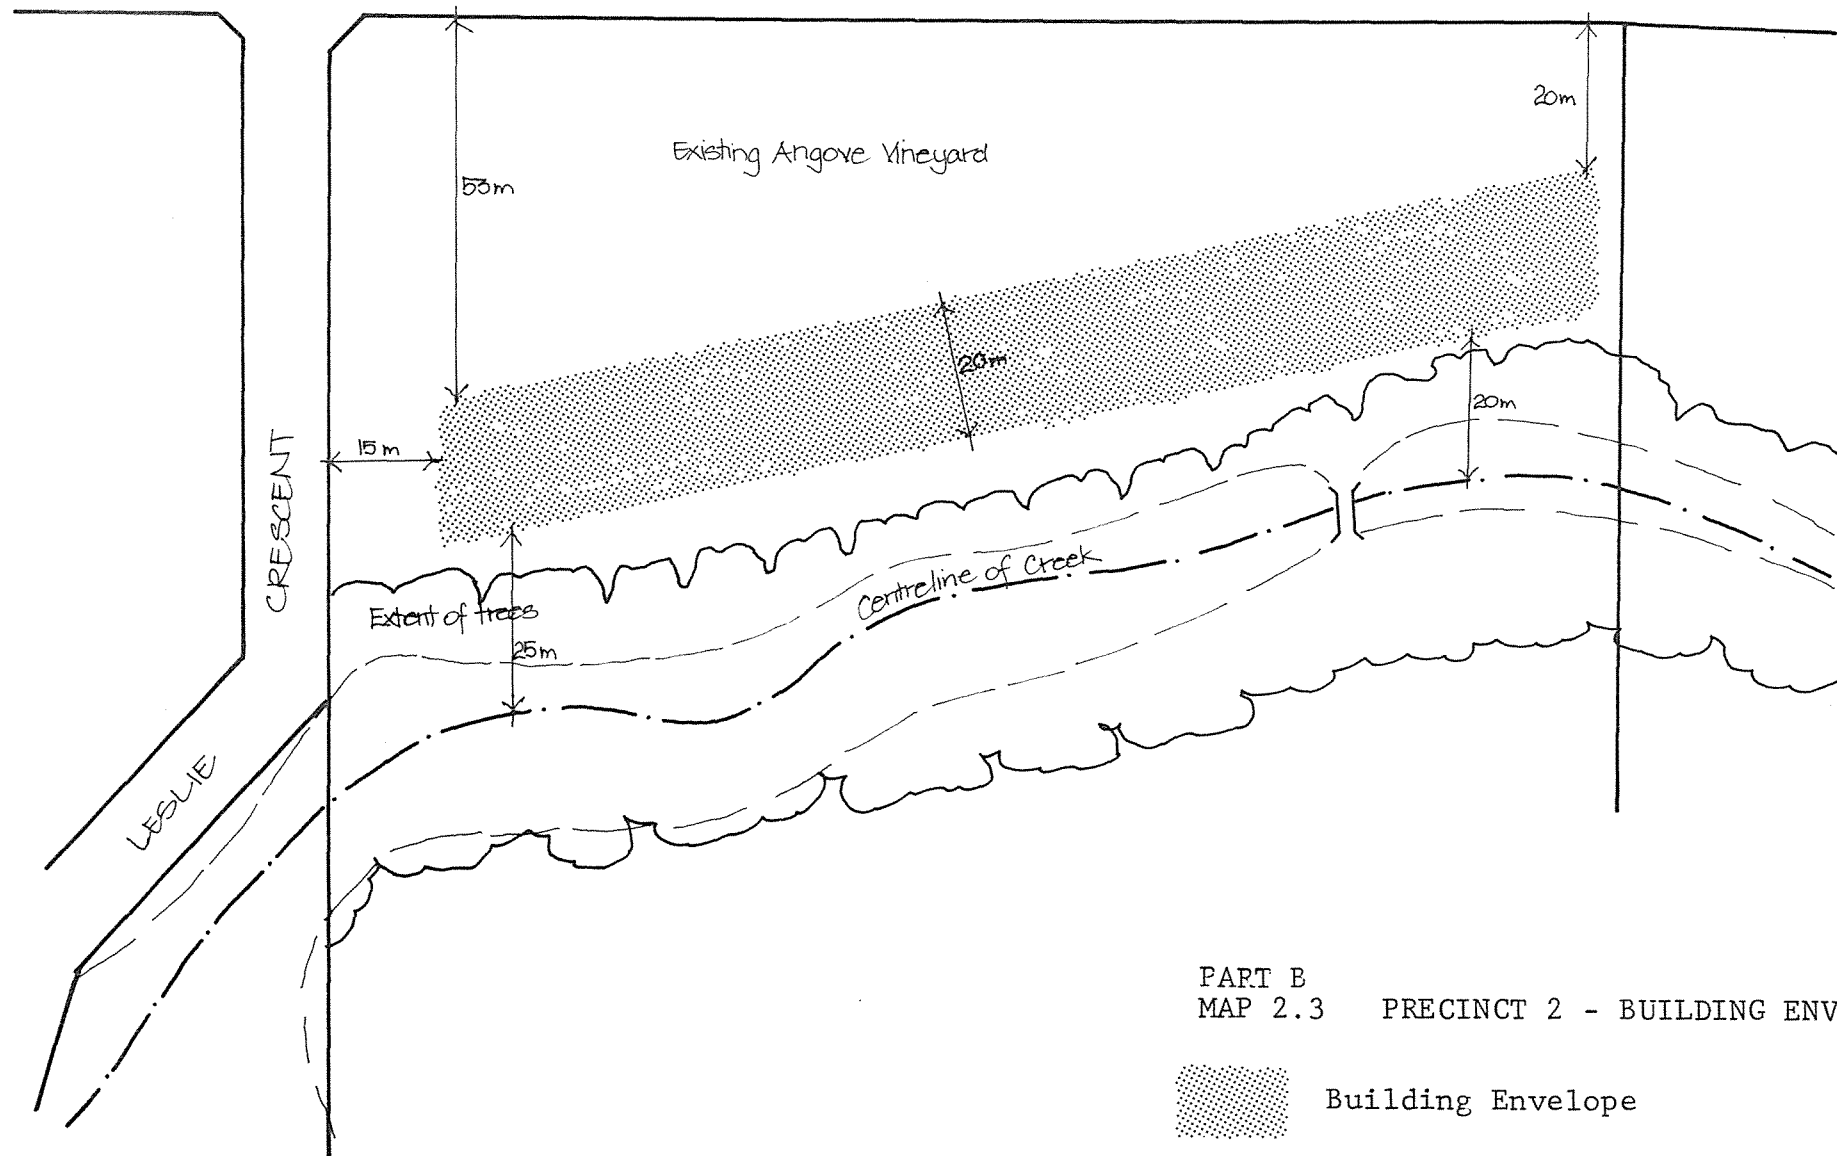 20m
Existing Angove Vineyard
53m
20m
20m
15m
CRESCENT
Centreline of Creek
Extent of trees
25m
LESLIE
PART B
MAP 2.3 PRECINCT 2 - BUILDING ENV
Building Envelope